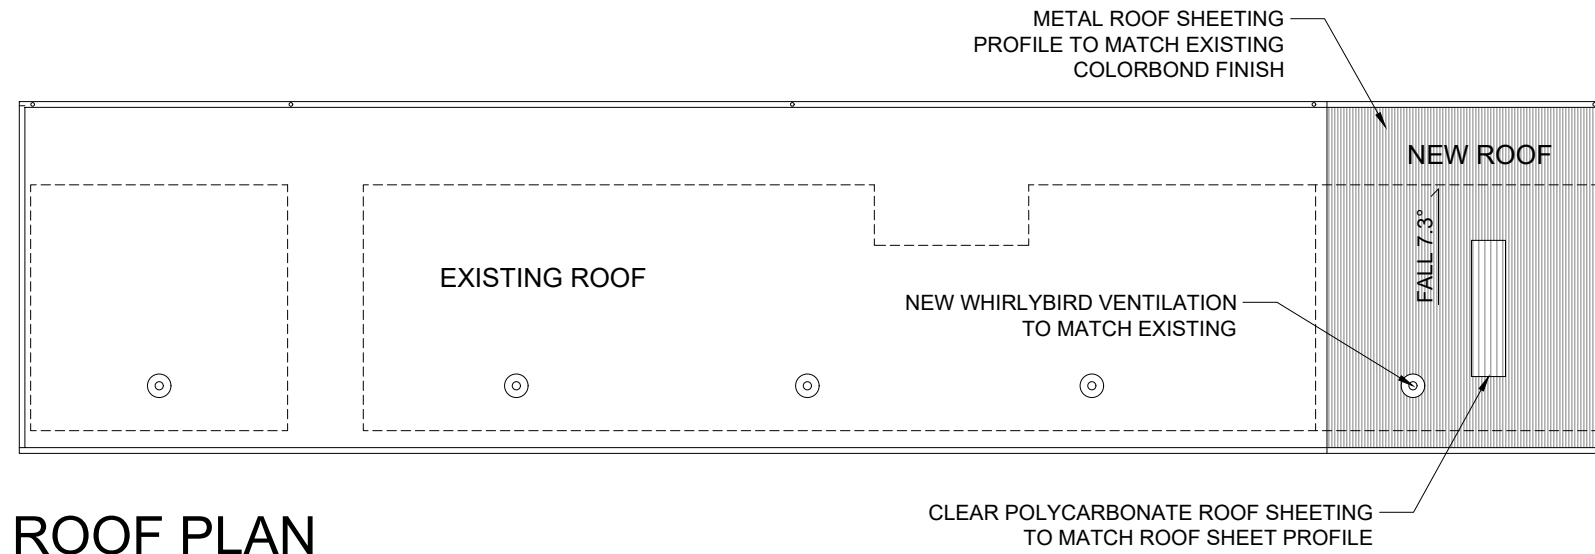 METAL ROOF SHEETING
PROFILE TO MATCH EXISTING
COLORBOND FINISH
NEW ROOF
FALL 7.3°
EXISTING ROOF
NEW WHIRLYBIRD VENTILATION
TO MATCH EXISTING
CLEAR POLYCARBONATE ROOF SHEETING
TO MATCH ROOF SHEET PROFILE
ROOF PLAN